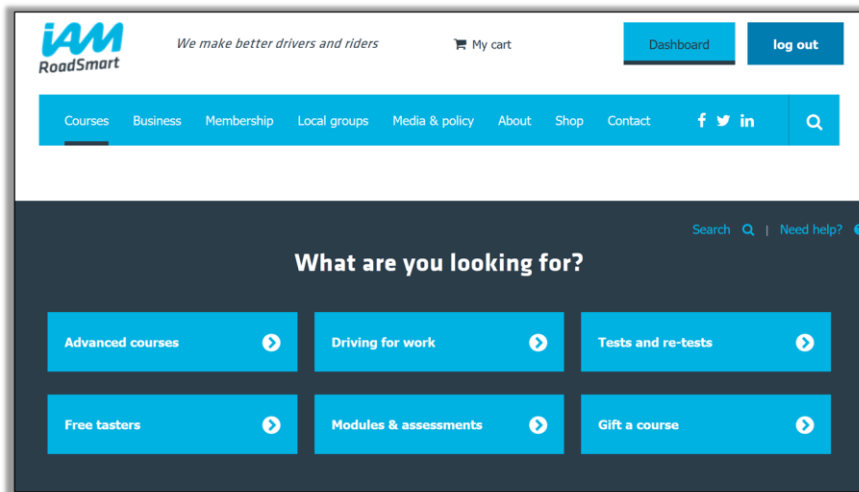 iAM
RoadSmart
We make better drivers and riders
My cart
Dashboard
log out
Courses Business Membership Local groups Media & policy About Shop Contact
Search | Need help?
What are you looking for?
Advanced courses
Driving for work
Tests and re-tests
Free tasters
Modules & assessments
Gift a course